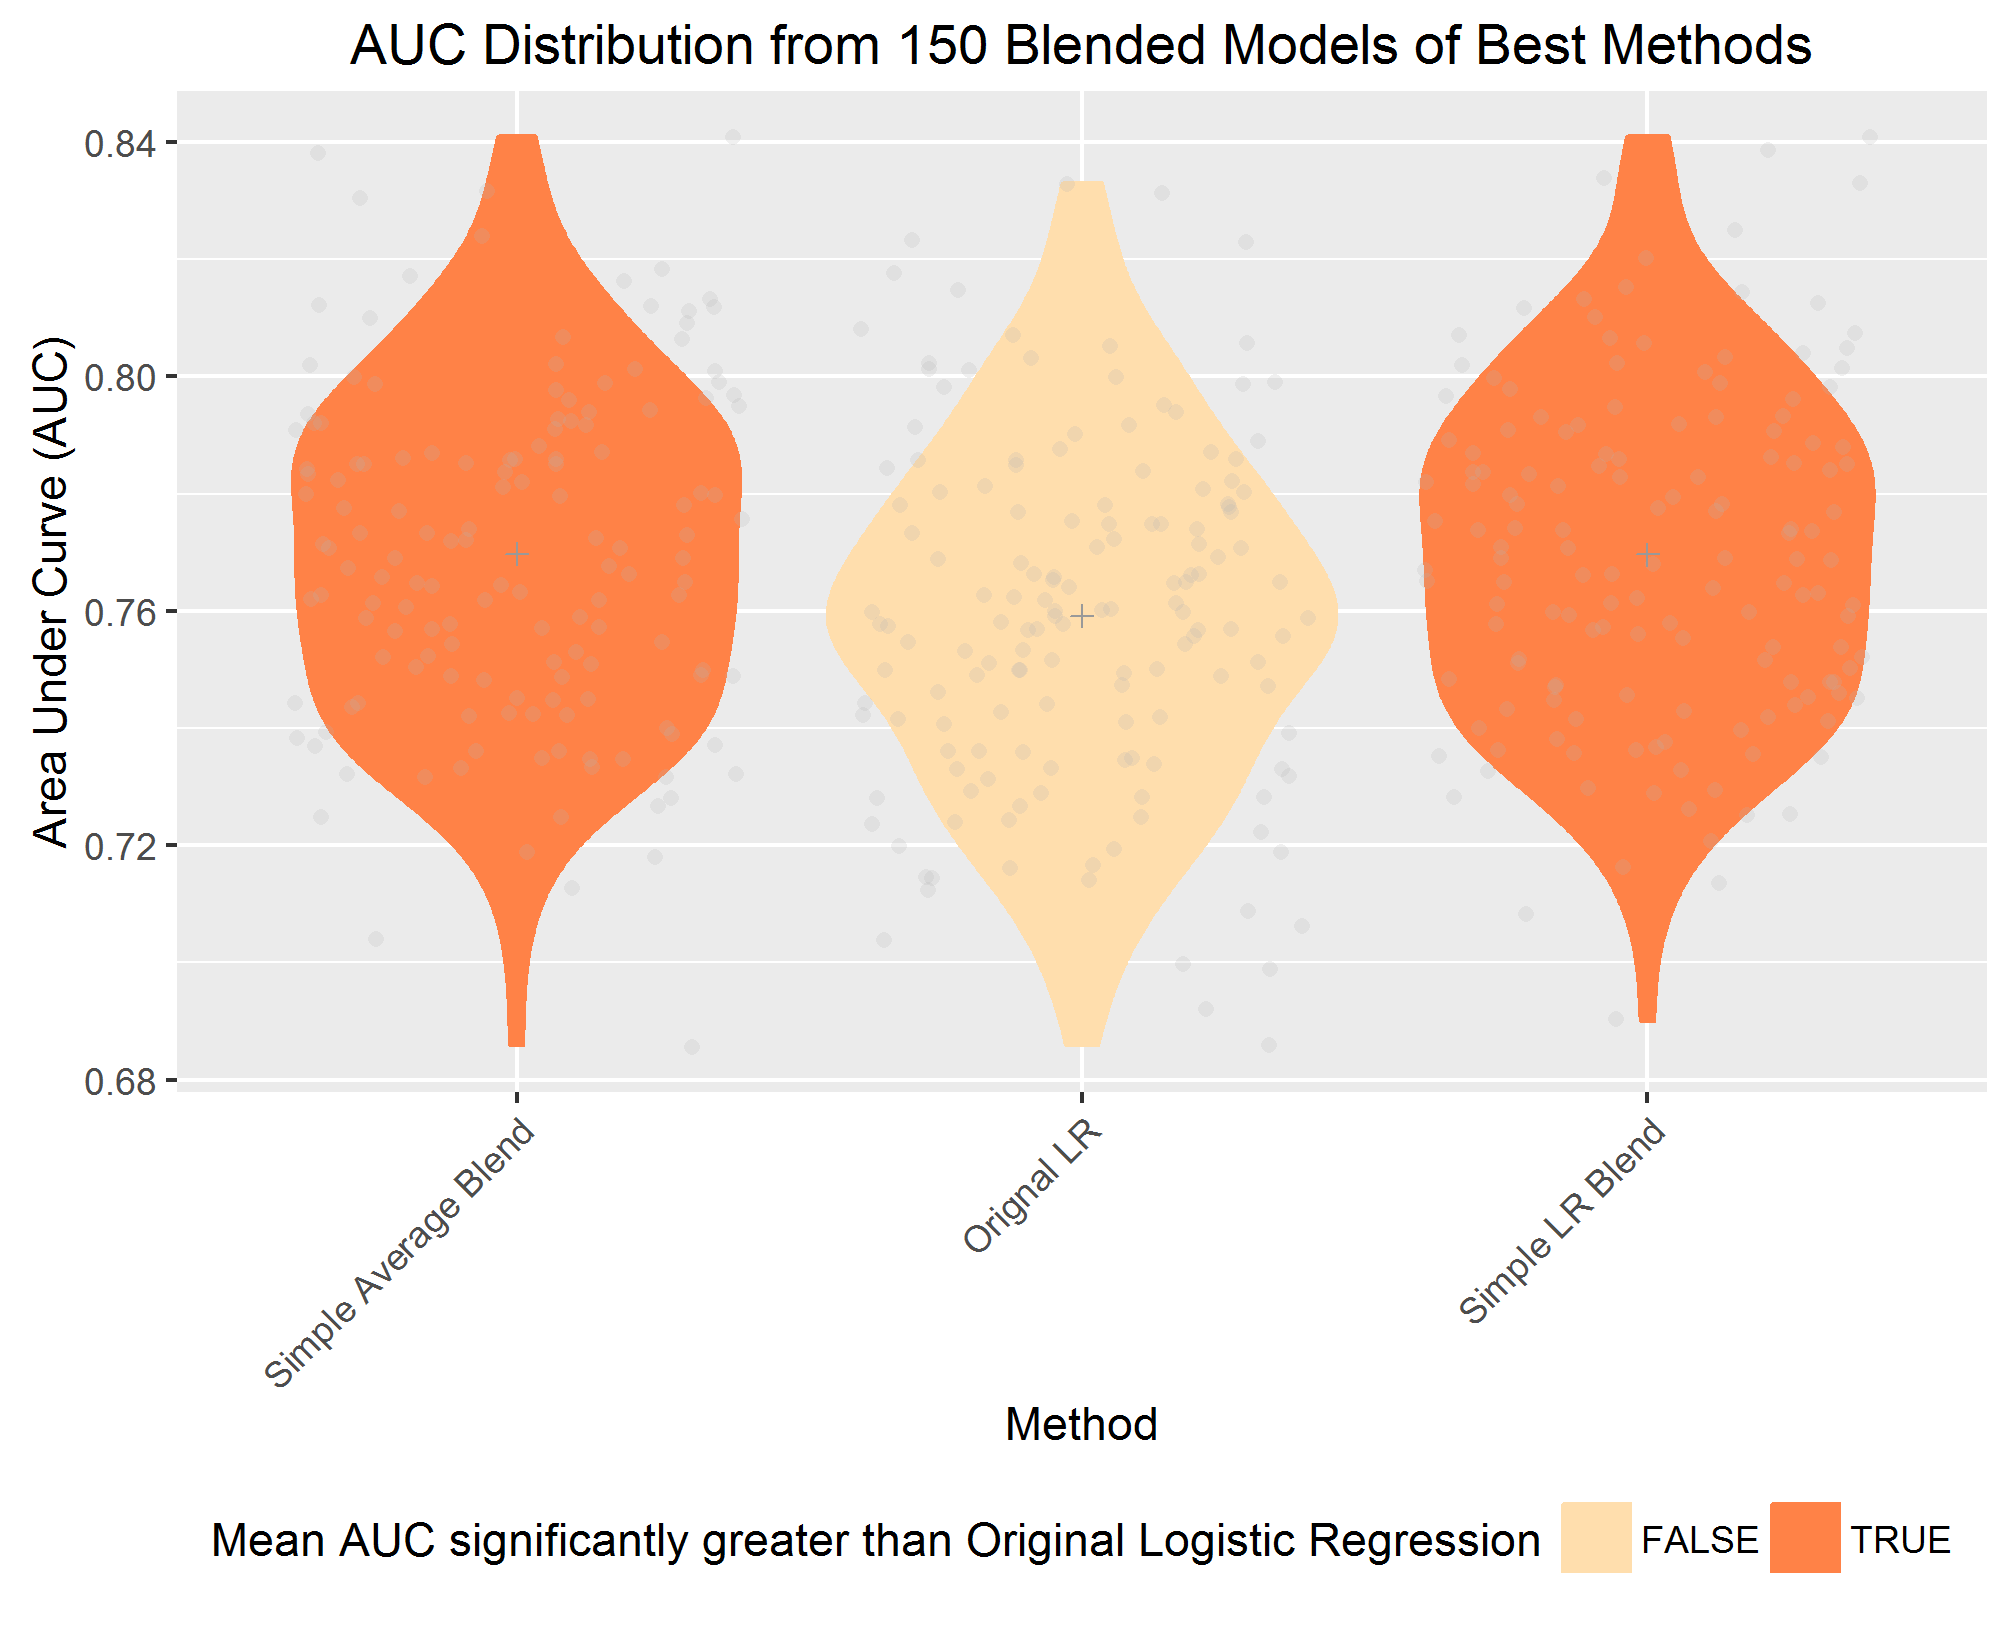 AUC Distribution from 150 Blended Models of Best Methods
Area Under Curve (AUC)
0.84
0.80
0.76
0.72
0.68
Simple Average Blend
Orignal LR
Simple LR Blend
Method
Mean AUC significantly greater than Original Logistic Regression FALSE TRUE